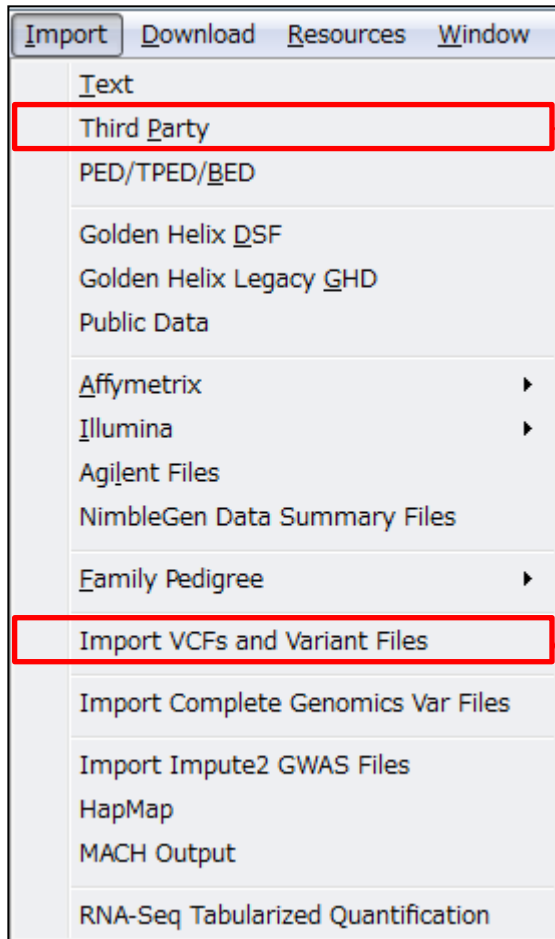 Import Download Resources Window
Text
Third Party
PED/TPED/BED
Golden Helix DSF
Golden Helix Legacy GHD
Public Data
Affymetrix
Illumina
Agilent Files
NimbleGen Data Summary Files
Family Pedigree
Import VCFs and Variant Files
Import Complete Genomics Var Files
Import Impute2 GWAS Files
HapMap
MACH Output
RNA-Seq Tabularized Quantification